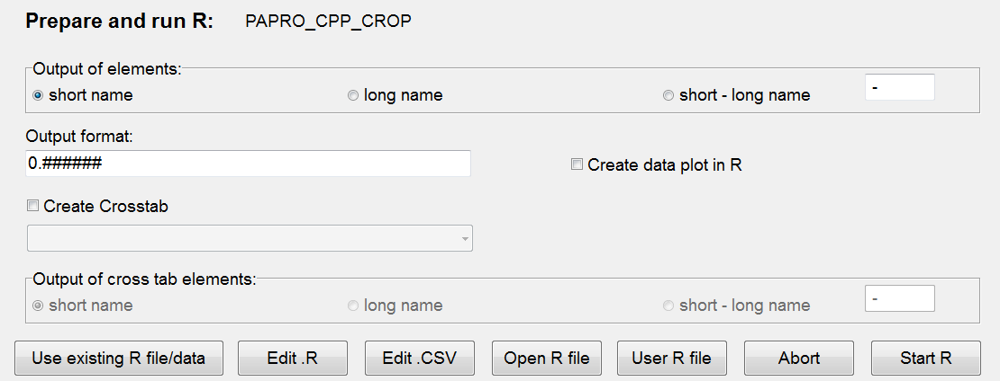 Prepare and run R: PAPRO_CPP_CROP
Output of elements:
short name long name short - long name -
Output format:
0.######
Create data plot in R
Create Crosstab
Output of cross tab elements:
short name long name short - long name -
Use existing R file/data Edit .R Edit .CSV Open R file User R file Abort Start R